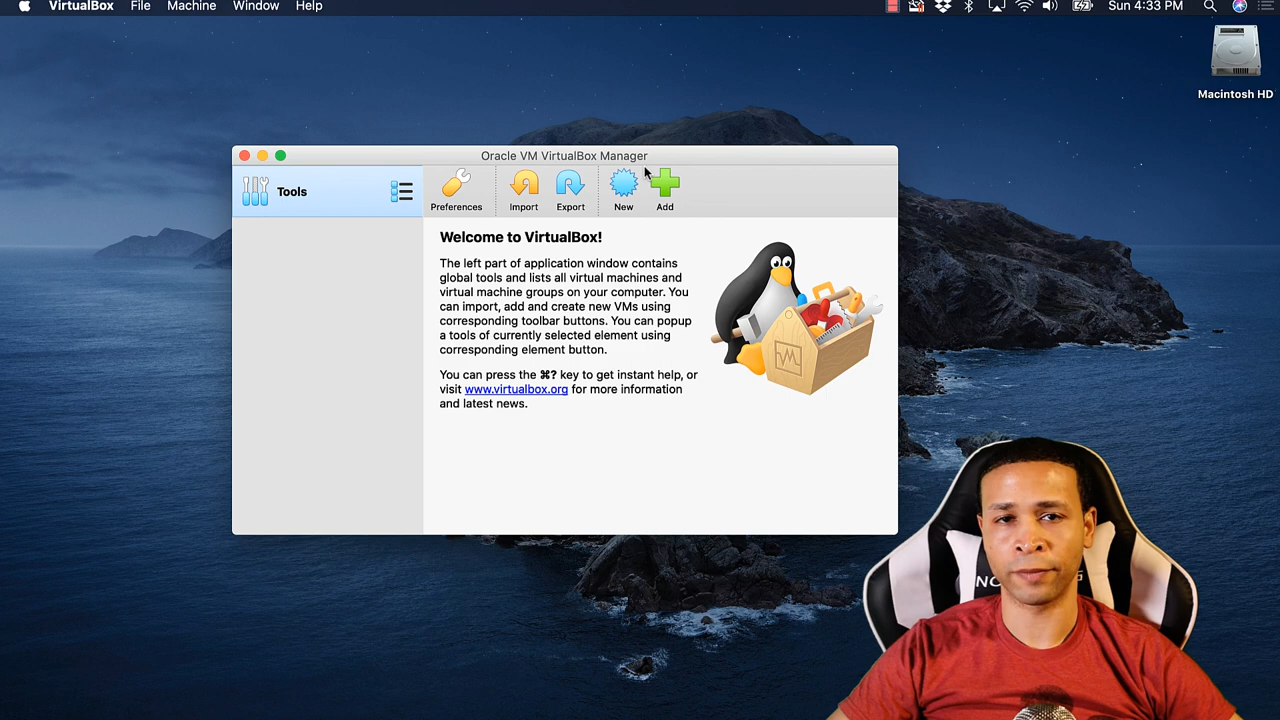 VirtualBox File Machine Window Help Sun 4:33 PM
Macintosh HD
Oracle VM VirtualBox Manager
Tools
Preferences Import Export New Add
Welcome to VirtualBox!
The left part of application window contains
global tools and lists all virtual machines and
virtual machine groups on your computer. You
can import, add and create new VMs using
corresponding toolbar buttons. You can popup
a tools of currently selected element using
corresponding element button.
You can press the ⌘? key to get instant help, or
visit www.virtualbox.org for more information
and latest news.